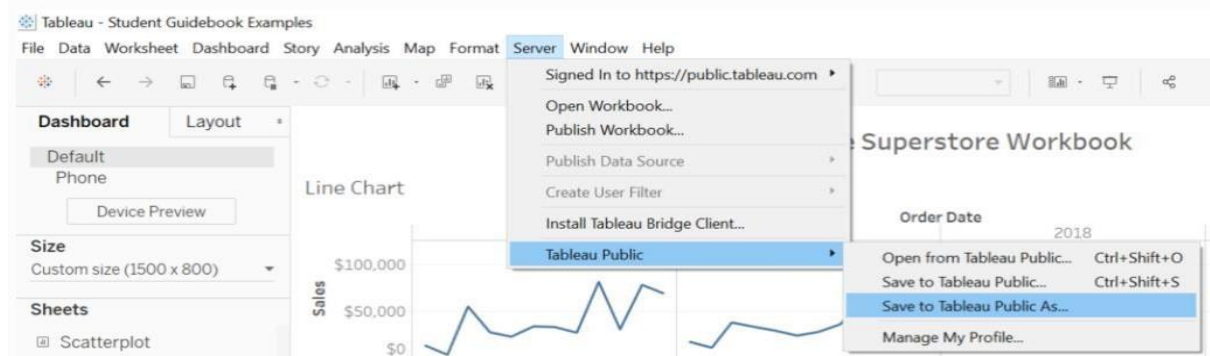 Tableau - Student Guidebook Examples
File Data Worksheet Dashboard Story Analysis Map Format Server Window Help
Signed In to https://public.tableau.com
Open Workbook...
Publish Workbook...
Publish Data Source
Create User Filter
Install Tableau Bridge Client...
Tableau Public
Open from Tableau Public... Ctrl+Shift+O
Save to Tableau Public... Ctrl+Shift+S
Save to Tableau Public As...
Manage My Profile...
Dashboard Layout
Default
Phone
Device Preview
Size
Custom size (1500 x 800)
Sheets
Scatterplot
Superstore Workbook
Line Chart
Order Date
2018
Sales
$100,000
$50,000
$0